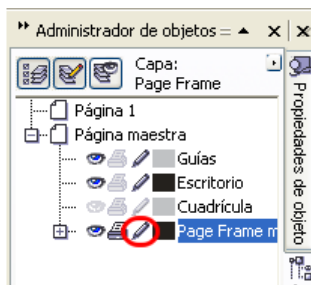 Administrador de objetos
Capa:
Page Frame
Página 1
Página maestra
Guías
Escritorio
Cuadrícula
Page Frame m
Propiedades de objeto